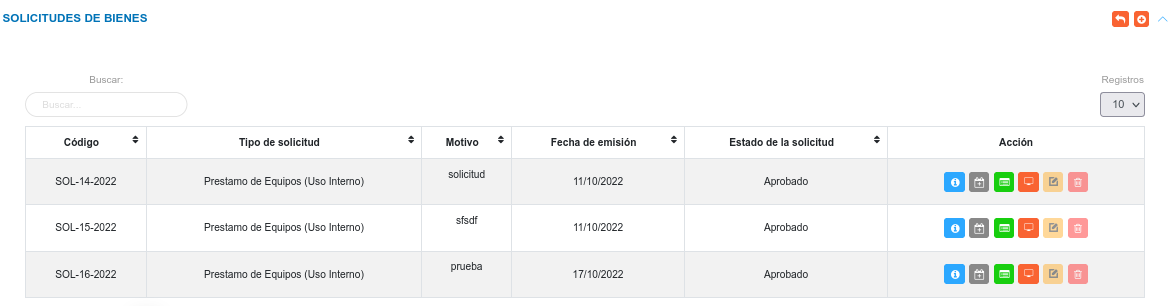 SOLICITUDES DE BIENES
Buscar:
Registros
Buscar...
10
Código Tipo de solicitud Motivo Fecha de emisión Estado de la solicitud Acción
SOL-14-2022 Prestamo de Equipos (Uso Interno) solicitud 11/10/2022 Aprobado
SOL-15-2022 Prestamo de Equipos (Uso Interno) sfsdf 11/10/2022 Aprobado
SOL-16-2022 Prestamo de Equipos (Uso Interno) prueba 17/10/2022 Aprobado